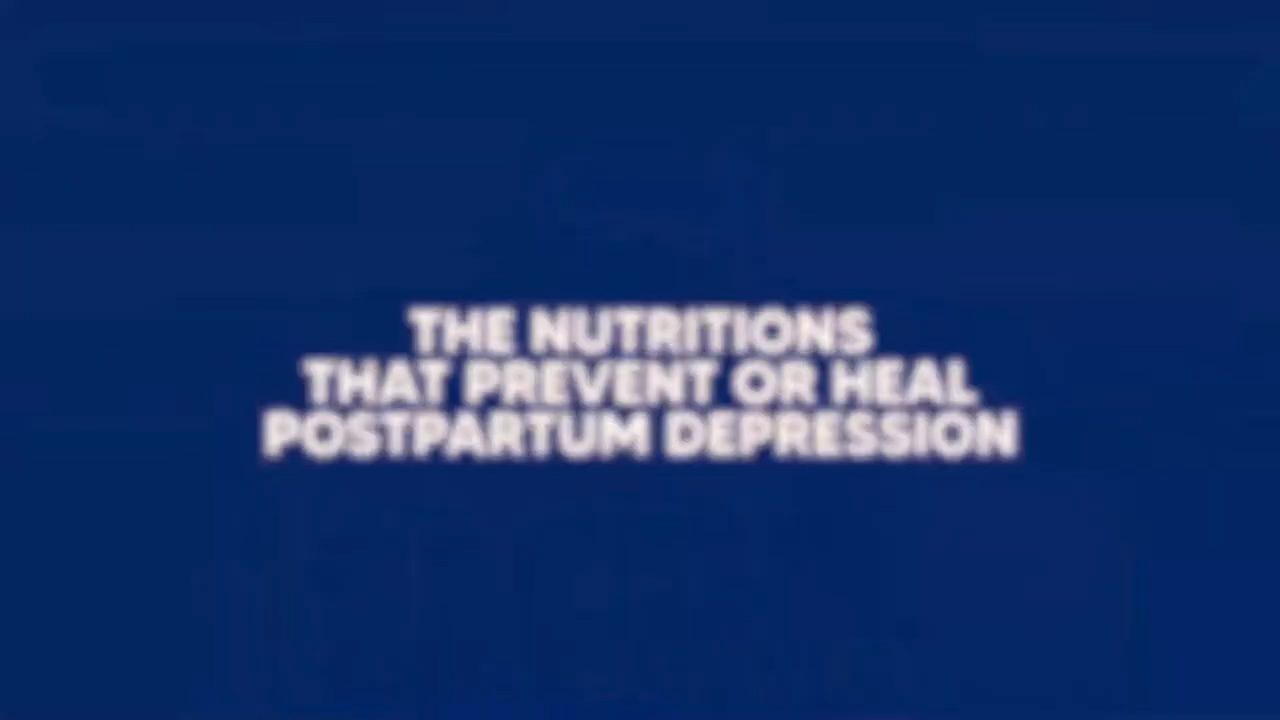 THE NUTRITIONS
THAT PREVENT OR HEAL
POSTPARTUM DEPRESSION